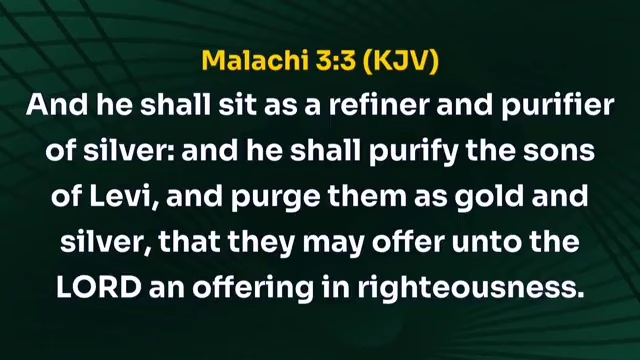 Malachi 3:3 (KJV)
And he shall sit as a refiner and purifier
of silver: and he shall purify the sons
of Levi, and purge them as gold and
silver, that they may offer unto the
LORD an offering in righteousness.